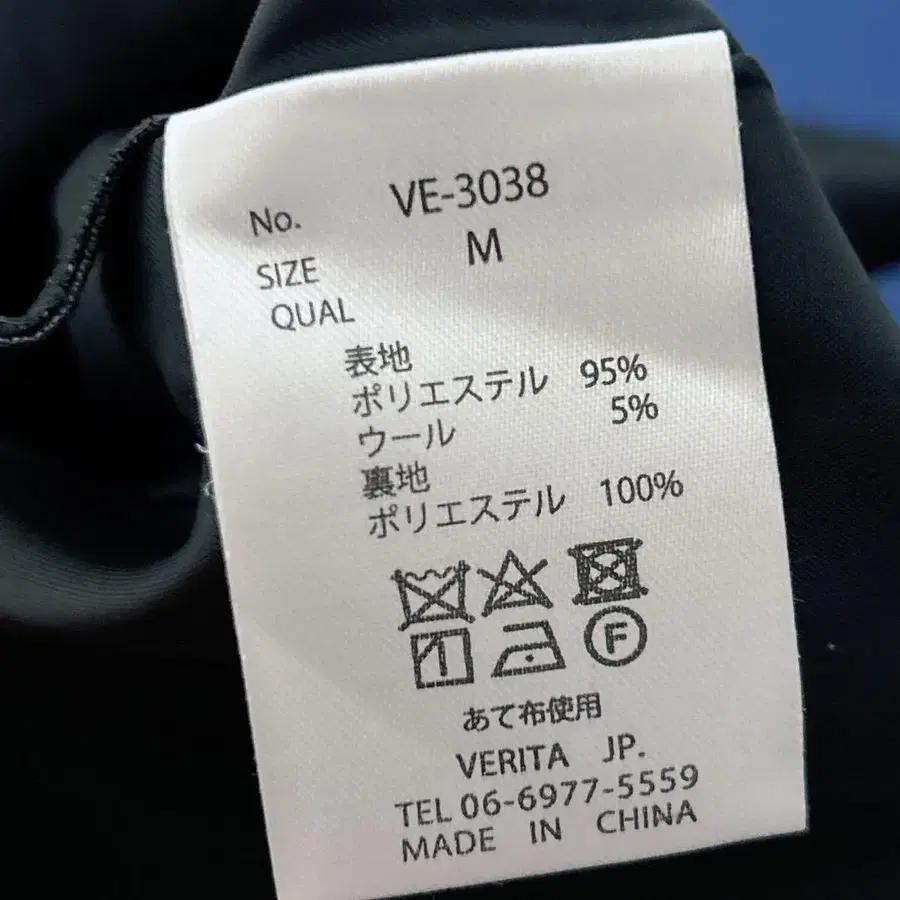 No. VE-3038
SIZE M
QUAL
表地
ポリエステル 95%
ウール 5%
裏地
ポリエステル 100%
F
あて布使用
VERITA JP.
TEL 06-6977-5559
MADE IN CHINA